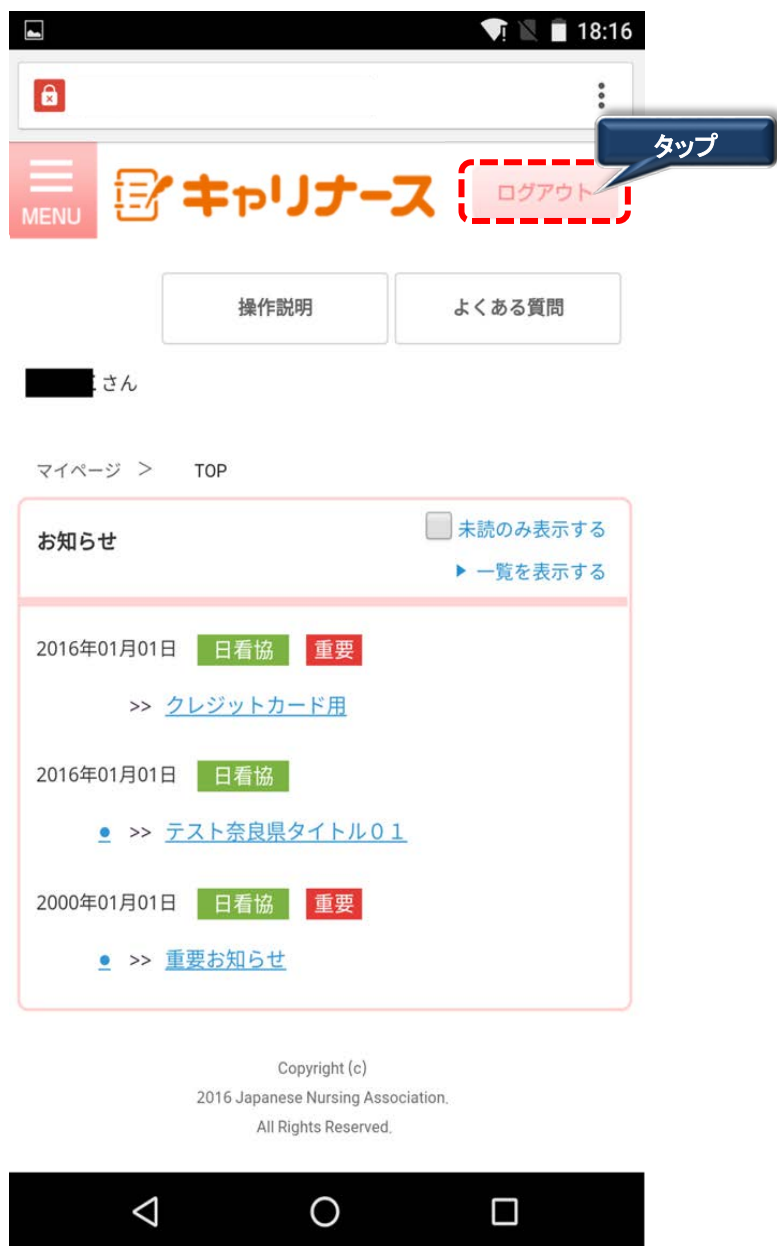 18:16
タップ
MENU
キャリナース
ログアウト
操作説明
よくある質問
さん
マイページ > TOP
お知らせ
未読のみ表示する
一覧を表示する
2016年01月01日 日看協 重要
>> クレジットカード用
2016年01月01日 日看協
● >> テスト奈良県タイトル０１
2000年01月01日 日看協 重要
● >> 重要お知らせ
Copyright (c)
2016 Japanese Nursing Association.
All Rights Reserved.